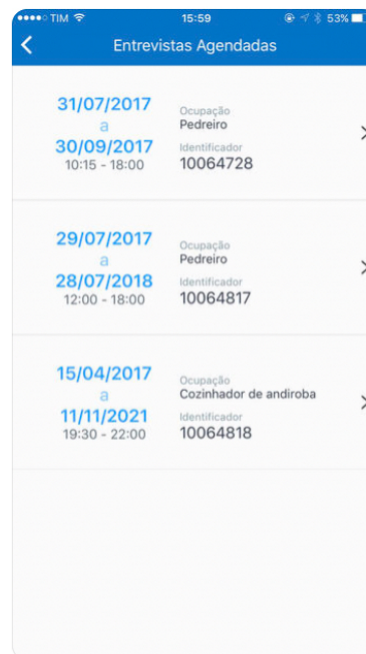 TIM 15:59 53%
Entrevistas Agendadas
31/07/2017
a
30/09/2017
10:15 - 18:00
Ocupação
Pedreiro
Identificador
10064728
29/07/2017
a
28/07/2018
12:00 - 18:00
Ocupação
Pedreiro
Identificador
10064817
15/04/2017
a
11/11/2021
19:30 - 22:00
Ocupação
Cozinhador de andiroba
Identificador
10064818